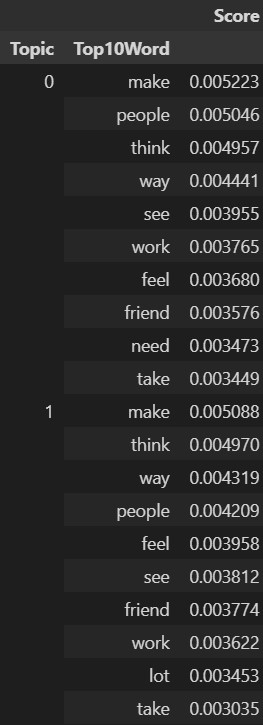 Score
Topic Top10Word
0 make 0.005223
people 0.005046
think 0.004957
way 0.004441
see 0.003955
work 0.003765
feel 0.003680
friend 0.003576
need 0.003473
take 0.003449
1 make 0.005088
think 0.004970
way 0.004319
people 0.004209
feel 0.003958
see 0.003812
friend 0.003774
work 0.003622
lot 0.003453
take 0.003035